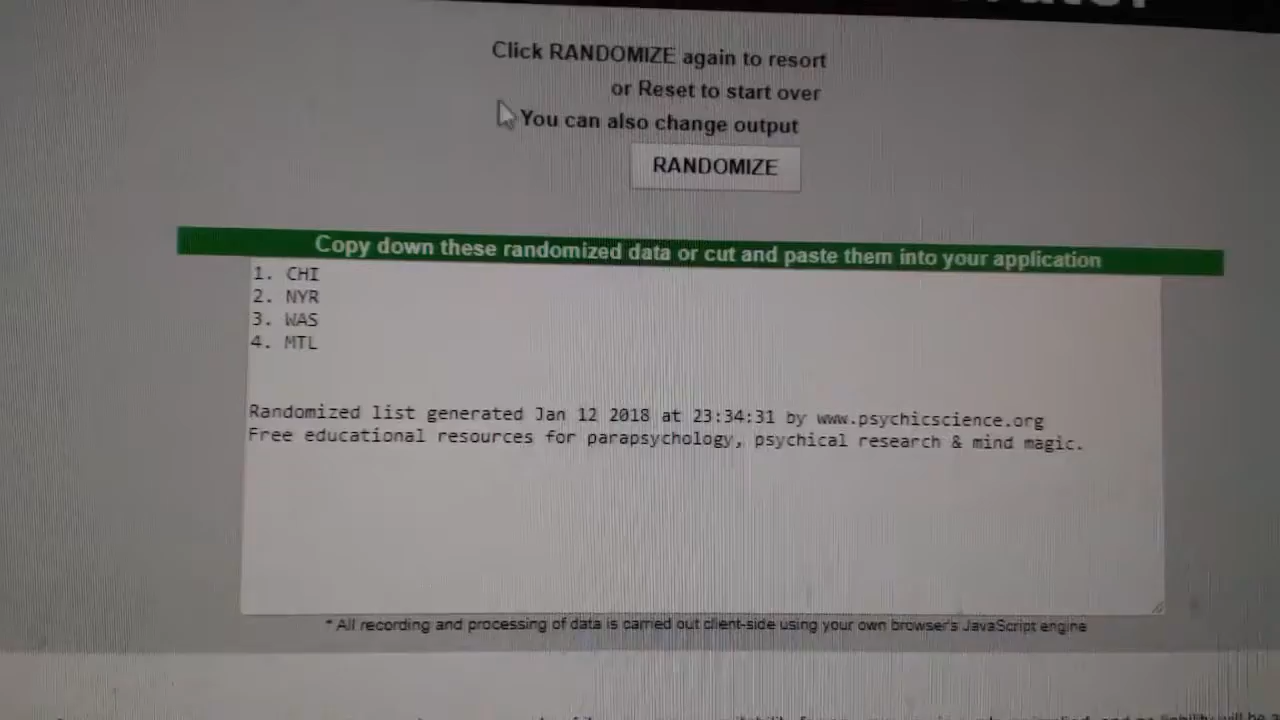 Click RANDOMIZE again to resort
or Reset to start over
You can also change output
RANDOMIZE
Copy down these randomized data or cut and paste them into your application
1. CHI
2. NYR
3. WAS
4. MTL
Randomized list generated Jan 12 2018 at 23:34:31 by www.psychicscience.org
Free educational resources for parapsychology, psychical research & mind magic.
* All recording and processing of data is carried out client-side using your own browser's JavaScript engine